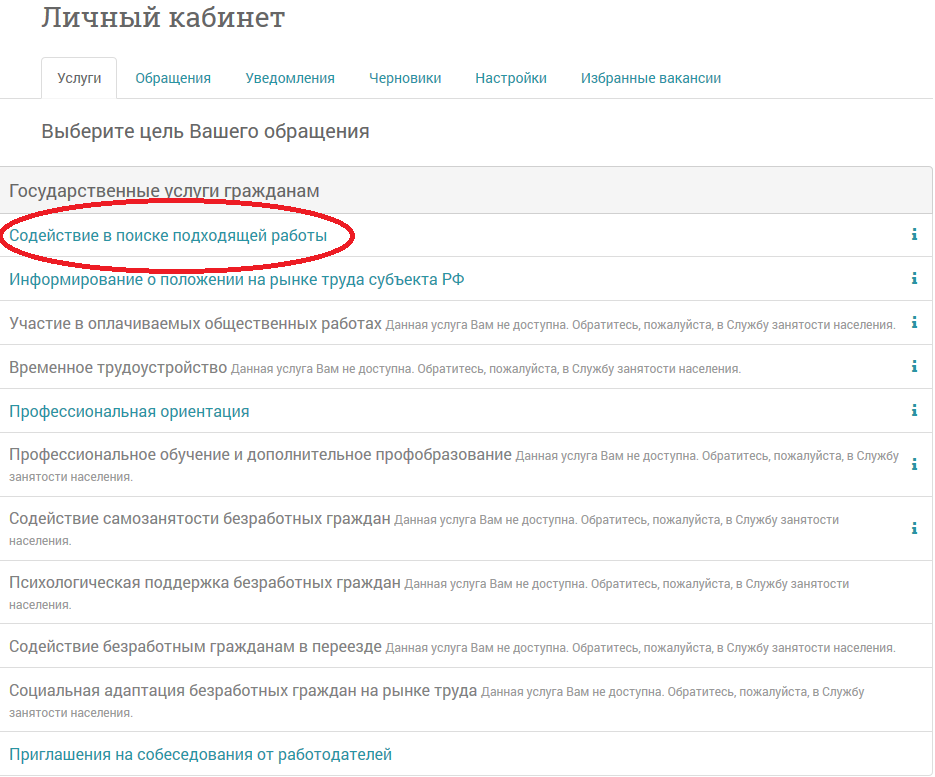 Личный кабинет
Услуги Обращения Уведомления Черновики Настройки Избранные вакансии
Выберите цель Вашего обращения
Государственные услуги гражданам
Содействие в поиске подходящей работы
Информирование о положении на рынке труда субъекта РФ
Участие в оплачиваемых общественных работах Данная услуга Вам не доступна. Обратитесь, пожалуйста, в Службу занятости населения.
Временное трудоустройство Данная услуга Вам не доступна. Обратитесь, пожалуйста, в Службу занятости населения.
Профессиональная ориентация
Профессиональное обучение и дополнительное профобразование Данная услуга Вам не доступна. Обратитесь, пожалуйста, в Службу
занятости населения.
Содействие самозанятости безработных граждан Данная услуга Вам не доступна. Обратитесь, пожалуйста, в Службу занятости
населения.
Психологическая поддержка безработных граждан Данная услуга Вам не доступна. Обратитесь, пожалуйста, в Службу занятости
населения.
Содействие безработным гражданам в переезде Данная услуга Вам не доступна. Обратитесь, пожалуйста, в Службу занятости населения.
Социальная адаптация безработных граждан на рынке труда Данная услуга Вам не доступна. Обратитесь, пожалуйста, в Службу
занятости населения.
Приглашения на собеседования от работодателей